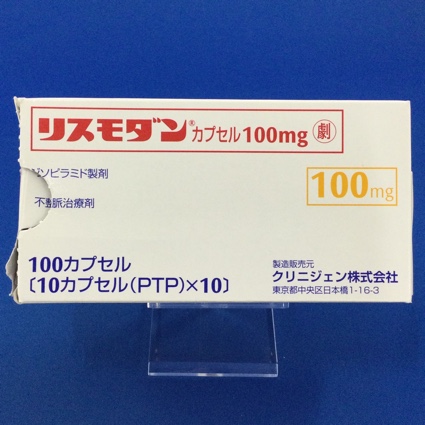 リスモダン®カプセル100mg 劇
ジソピラミド製剤
不整脈治療剤
100mg
100カプセル
〔10カプセル(PTP)×10〕
製造販売元
クリニジェン株式会社
東京都中央区日本橋1-16-3